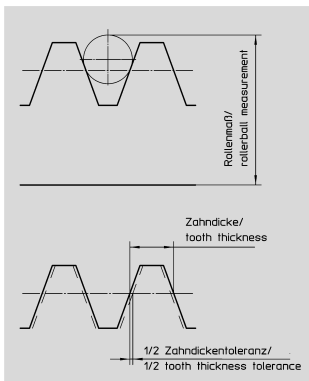 Rollenmaß/
rollerball measurement
Zahndicke/
tooth thickness
1/2 Zahndickentoleranz/
1/2 tooth thickness tolerance